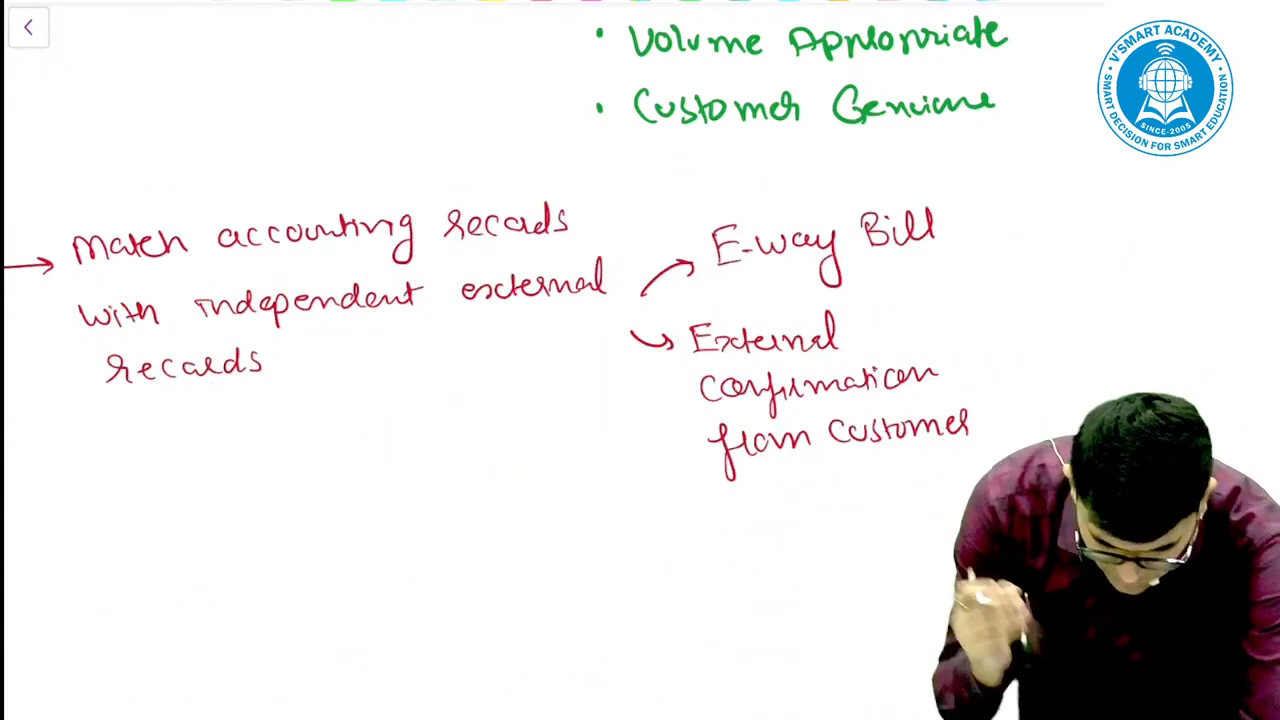 • Volume Appropriate
• Customer Genuine
V'SMART ACADEMY
SMART DECISION FOR SMART EDUCATION
SINCE-2005
→ Match accounting records
with independent external
records
E-way Bill
External
confirmation
from customer